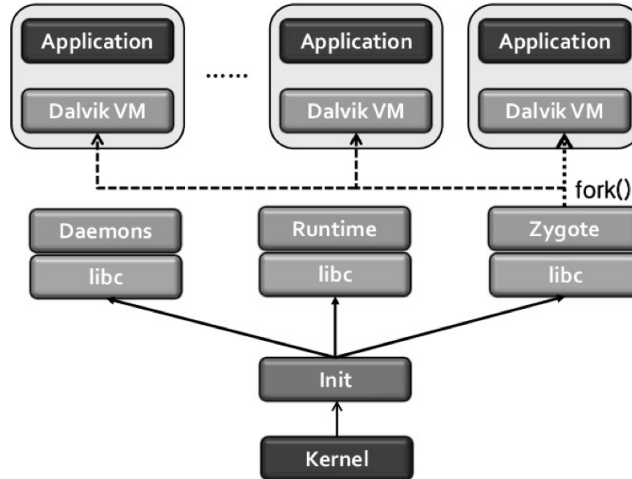 Application
Application
Application
......
Dalvik VM
Dalvik VM
Dalvik VM
fork()
Daemons
Runtime
Zygote
libc
libc
libc
Init
Kernel